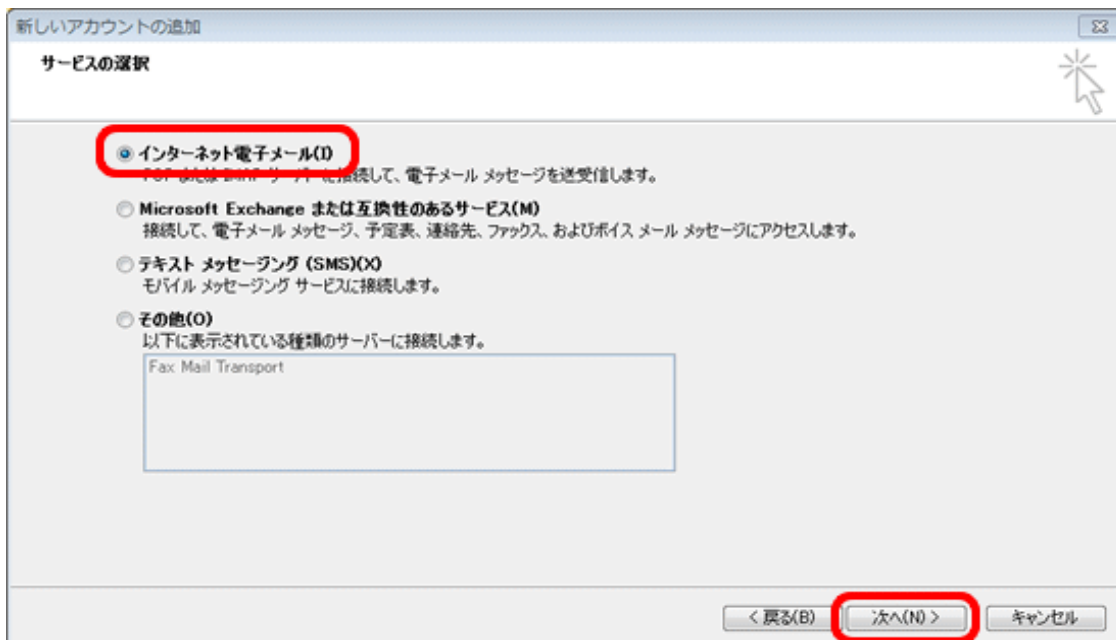 新しいアカウントの追加
サービスの選択
インターネット電子メール(I)
POP または IMAP サーバーに接続して、電子メール メッセージを送受信します。
Microsoft Exchange または互換性のあるサービス(M)
接続して、電子メール メッセージ、予定表、連絡先、ファックス、およびボイス メール メッセージにアクセスします。
テキスト メッセージング (SMS)(X)
モバイル メッセージング サービスに接続します。
その他(O)
以下に表示されている種類のサーバーに接続します。
Fax Mail Transport
< 戻る(B) 次へ(N) > キャンセル